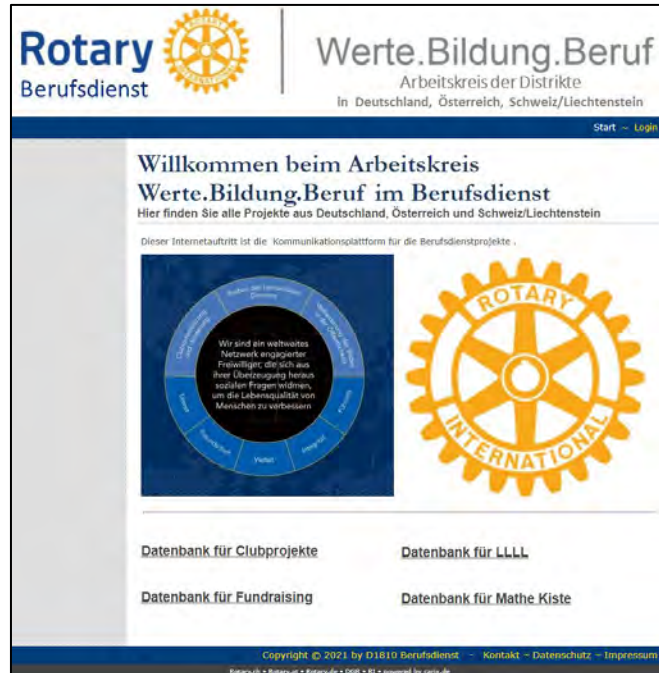 Rotary
Berufsdienst
Werte.Bildung.Beruf
Arbeitskreis der Distrikte
in Deutschland, Österreich, Schweiz/Liechtenstein
Start ~ Login
Willkommen beim Arbeitskreis
Werte.Bildung.Beruf im Berufsdienst
Hier finden Sie alle Projekte aus Deutschland, Österreich und Schweiz/Liechtenstein
Dieser Internetauftritt ist die Kommunikationsplattform für die Berufsdienstprojekte .
Wir sind ein weltweites
Netzwerk engagierter
Freiwilliger, die sich aus
ihrer Überzeugung heraus
sozialen Fragen widmen,
um die Lebensqualität von
Menschen zu verbessern
Freundschaft
Vielfalt
Integrität
ROTARY
INTERNATIONAL
Datenbank für Clubprojekte
Datenbank für LLLL
Datenbank für Fundraising
Datenbank für Mathe Kiste
Copyright © 2021 by D1810 Berufsdienst - Kontakt ~ Datenschutz ~ Impressum